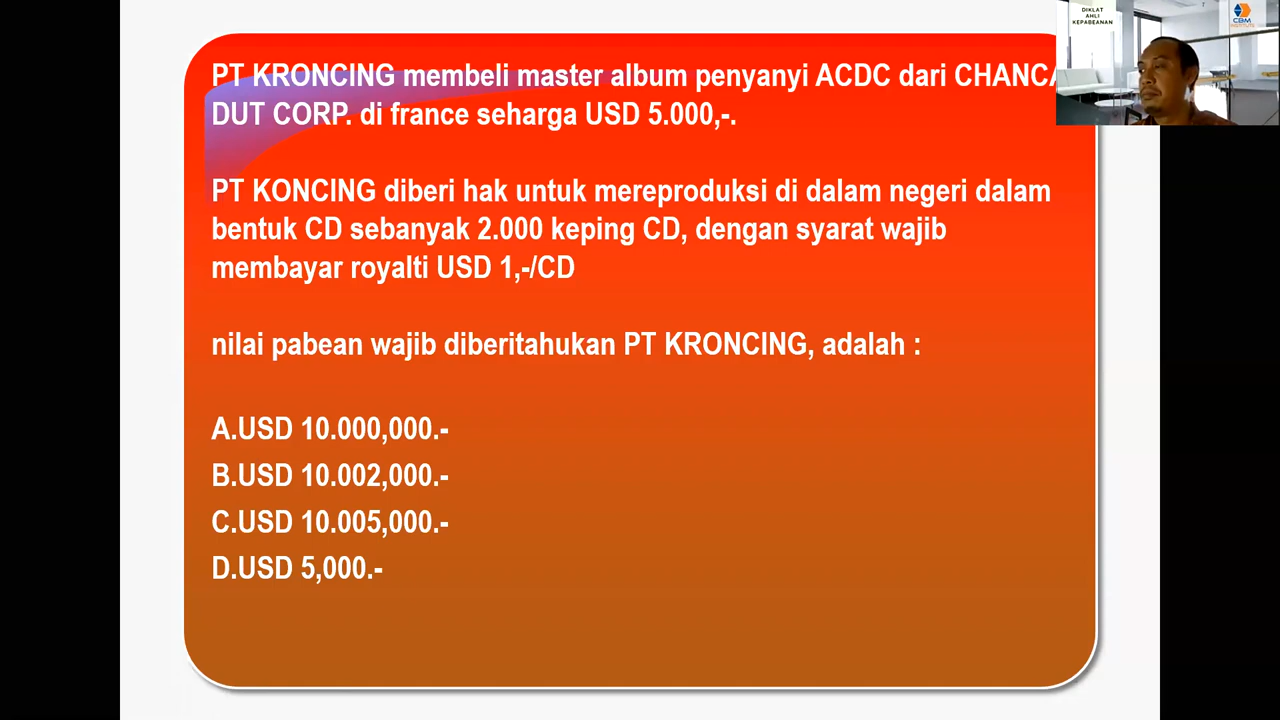 DIKLAT
AHLI
KEPABEANAN
CBM
INSTITUTE
PT KRONCING membeli master album penyanyi ACDC dari
DUT CORP. di france seharga USD 5.000,-.
PT KONCING diberi hak untuk mereproduksi di dalam negeri dalam
bentuk CD sebanyak 2.000 keping CD, dengan syarat wajib
membayar royalti USD 1,-/CD
nilai pabean wajib diberitahukan PT KRONCING, adalah :
A.USD 10.000,000.-
B.USD 10.002,000.-
C.USD 10.005,000.-
D.USD 5,000.-